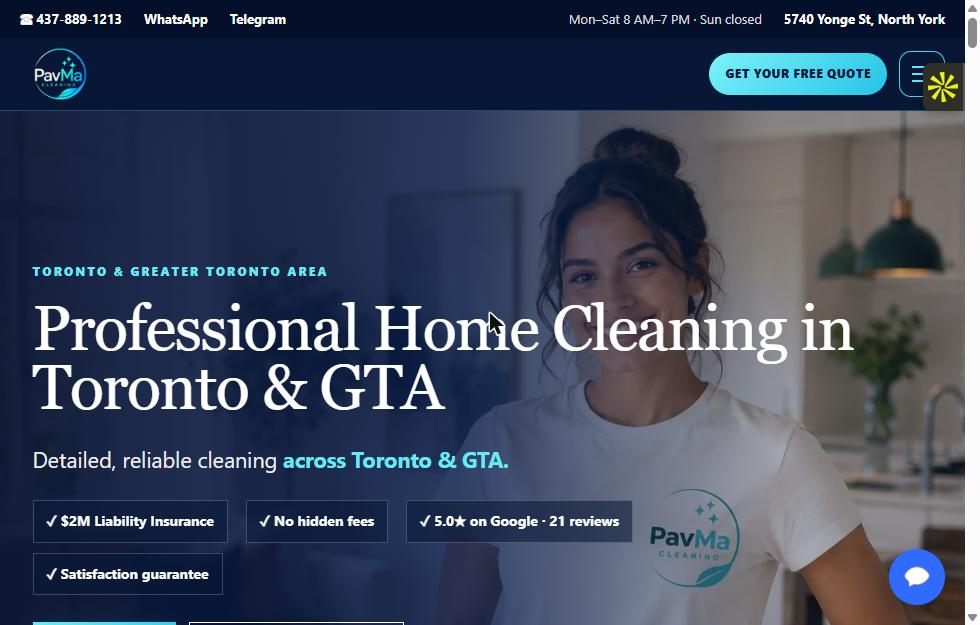 ☎ 437-889-1213 WhatsApp Telegram Mon–Sat 8 AM–7 PM · Sun closed 5740 Yonge St, North York
PavMa
CLEANING
GET YOUR FREE QUOTE
TORONTO & GREATER TORONTO AREA
Professional Home Cleaning in
Toronto & GTA
Detailed, reliable cleaning across Toronto & GTA.
✓ $2M Liability Insurance ✓ No hidden fees ✓ 5.0★ on Google · 21 reviews
✓ Satisfaction guarantee
PavMa
CLEANING